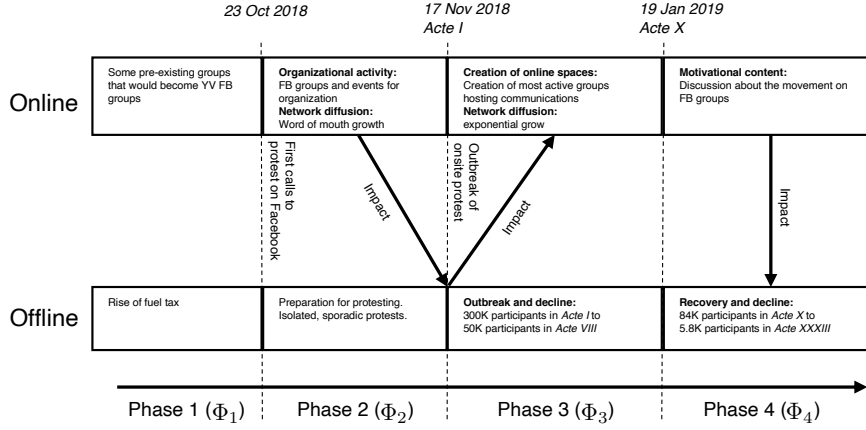 23 Oct 2018
17 Nov 2018
Acte I
19 Jan 2019
Acte X
Online
Some pre-existing groups
that would become YV FB
groups
Organizational activity:
FB groups and events for
organization
Network diffusion:
Word of mouth growth
Creation of online spaces:
Creation of most active groups
hosting communications
Network diffusion:
exponential grow
Motivational content:
Discussion about the movement on
FB groups
First calls to
protest on Facebook
Impact
Outbreak of
onsite protest
Impact
Impact
Offline
Rise of fuel tax
Preparation for protesting.
Isolated, sporadic protests.
Outbreak and decline:
300K participants in Acte I to
50K participants in Acte VIII
Recovery and decline:
84K participants in Acte X to
5.8K participants in Acte XXXIII
Phase 1 (Φ₁)
Phase 2 (Φ₂)
Phase 3 (Φ₃)
Phase 4 (Φ₄)